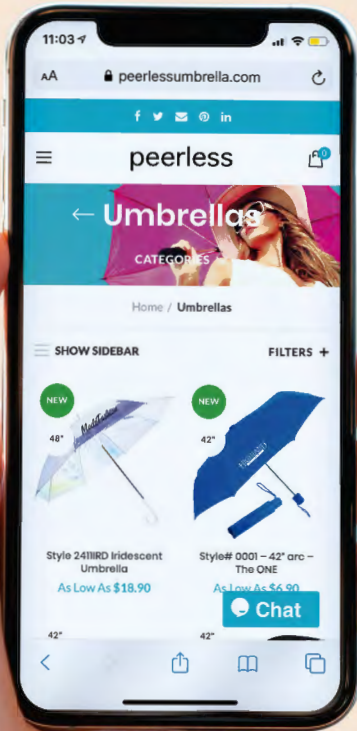 11:03
AA peerlessumbrella.com
f in
peerless
0
← Umbrellas
CATEGORIES
Home / Umbrellas
SHOW SIDEBAR FILTERS +
NEW NEW
48" 42"
Style 2411IRD Iridescent Style# 0001 – 42" arc –
Umbrella The ONE
As Low As $18.90 As Low As $6.90
Chat
42" 42"